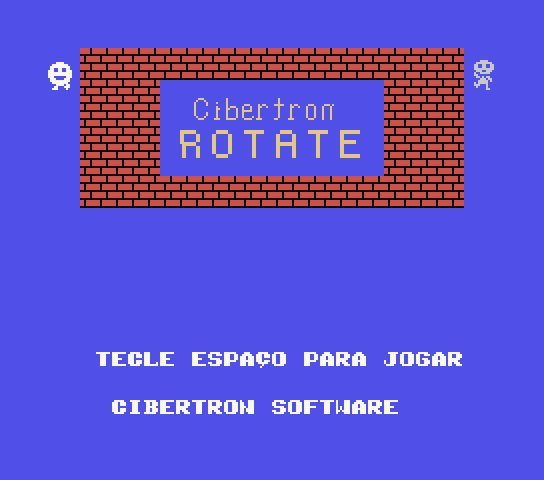 Cibertron
ROTATE
TECLE ESPAÇO PARA JOGAR
CIBERTRON SOFTWARE